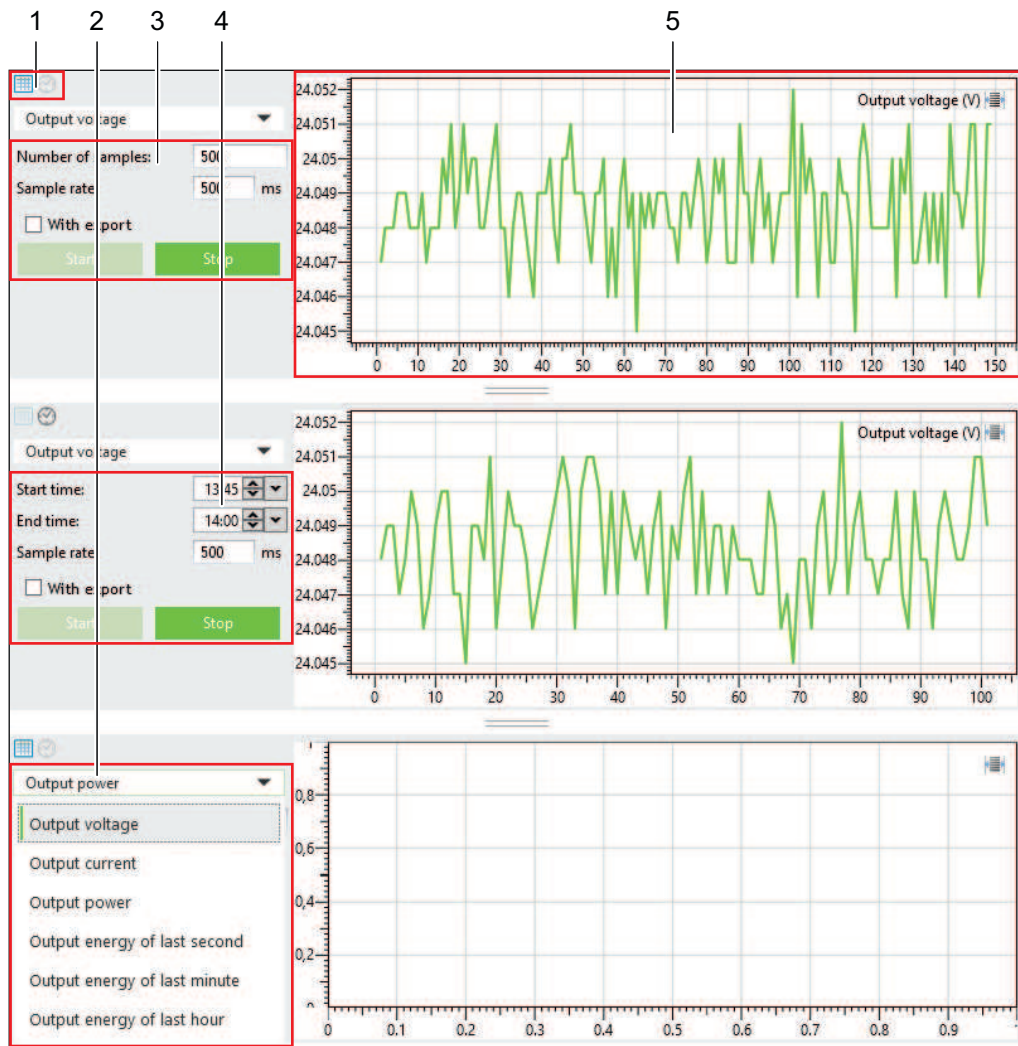 1 2 3 4 5
Output voltage
Number of samples: 500
Sample rate 500 ms
With export
Start Stop
Output voltage (V)
24.052
24.051
24.05
24.049
24.048
24.047
24.046
24.045
0 10 20 30 40 50 60 70 80 90 100 110 120 130 140 150
Output voltage
Start time: 13:45
End time: 14:00
Sample rate 500 ms
With export
Start Stop
Output voltage (V)
24.052
24.051
24.05
24.049
24.048
24.047
24.046
24.045
0 10 20 30 40 50 60 70 80 90 100
Output power
Output voltage
Output current
Output power
Output energy of last second
Output energy of last minute
Output energy of last hour
0,8
0,6
0,4
0,2
0 0.1 0.2 0.3 0.4 0.5 0.6 0.7 0.8 0.9